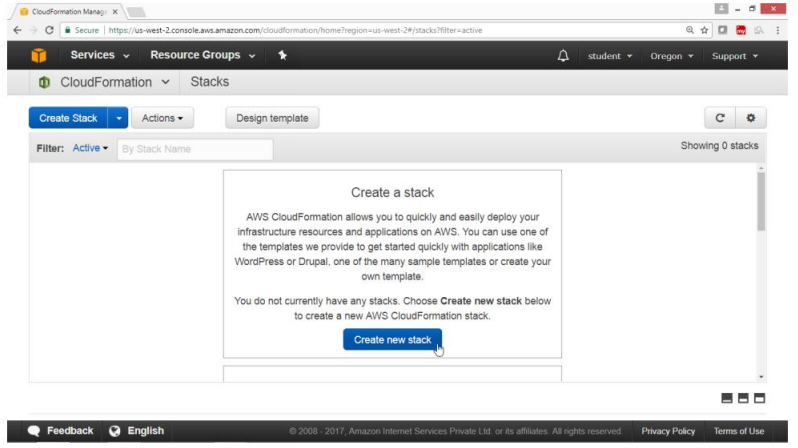 CloudFormation Manag
Secure | https://us-west-2.console.aws.amazon.com/cloudformation/home?region=us-west-2#/stacks?filter=active
Services Resource Groups student Oregon Support
CloudFormation Stacks
Create Stack Actions Design template
Filter: Active By Stack Name Showing 0 stacks
Create a stack
AWS CloudFormation allows you to quickly and easily deploy your
infrastructure resources and applications on AWS. You can use one of
the templates we provide to get started quickly with applications like
WordPress or Drupal, one of the many sample templates or create your
own template.
You do not currently have any stacks. Choose Create new stack below
to create a new AWS CloudFormation stack.
Create new stack
Feedback English © 2008 - 2017, Amazon Internet Services Private Ltd. or its affiliates. All rights reserved. Privacy Policy Terms of Use